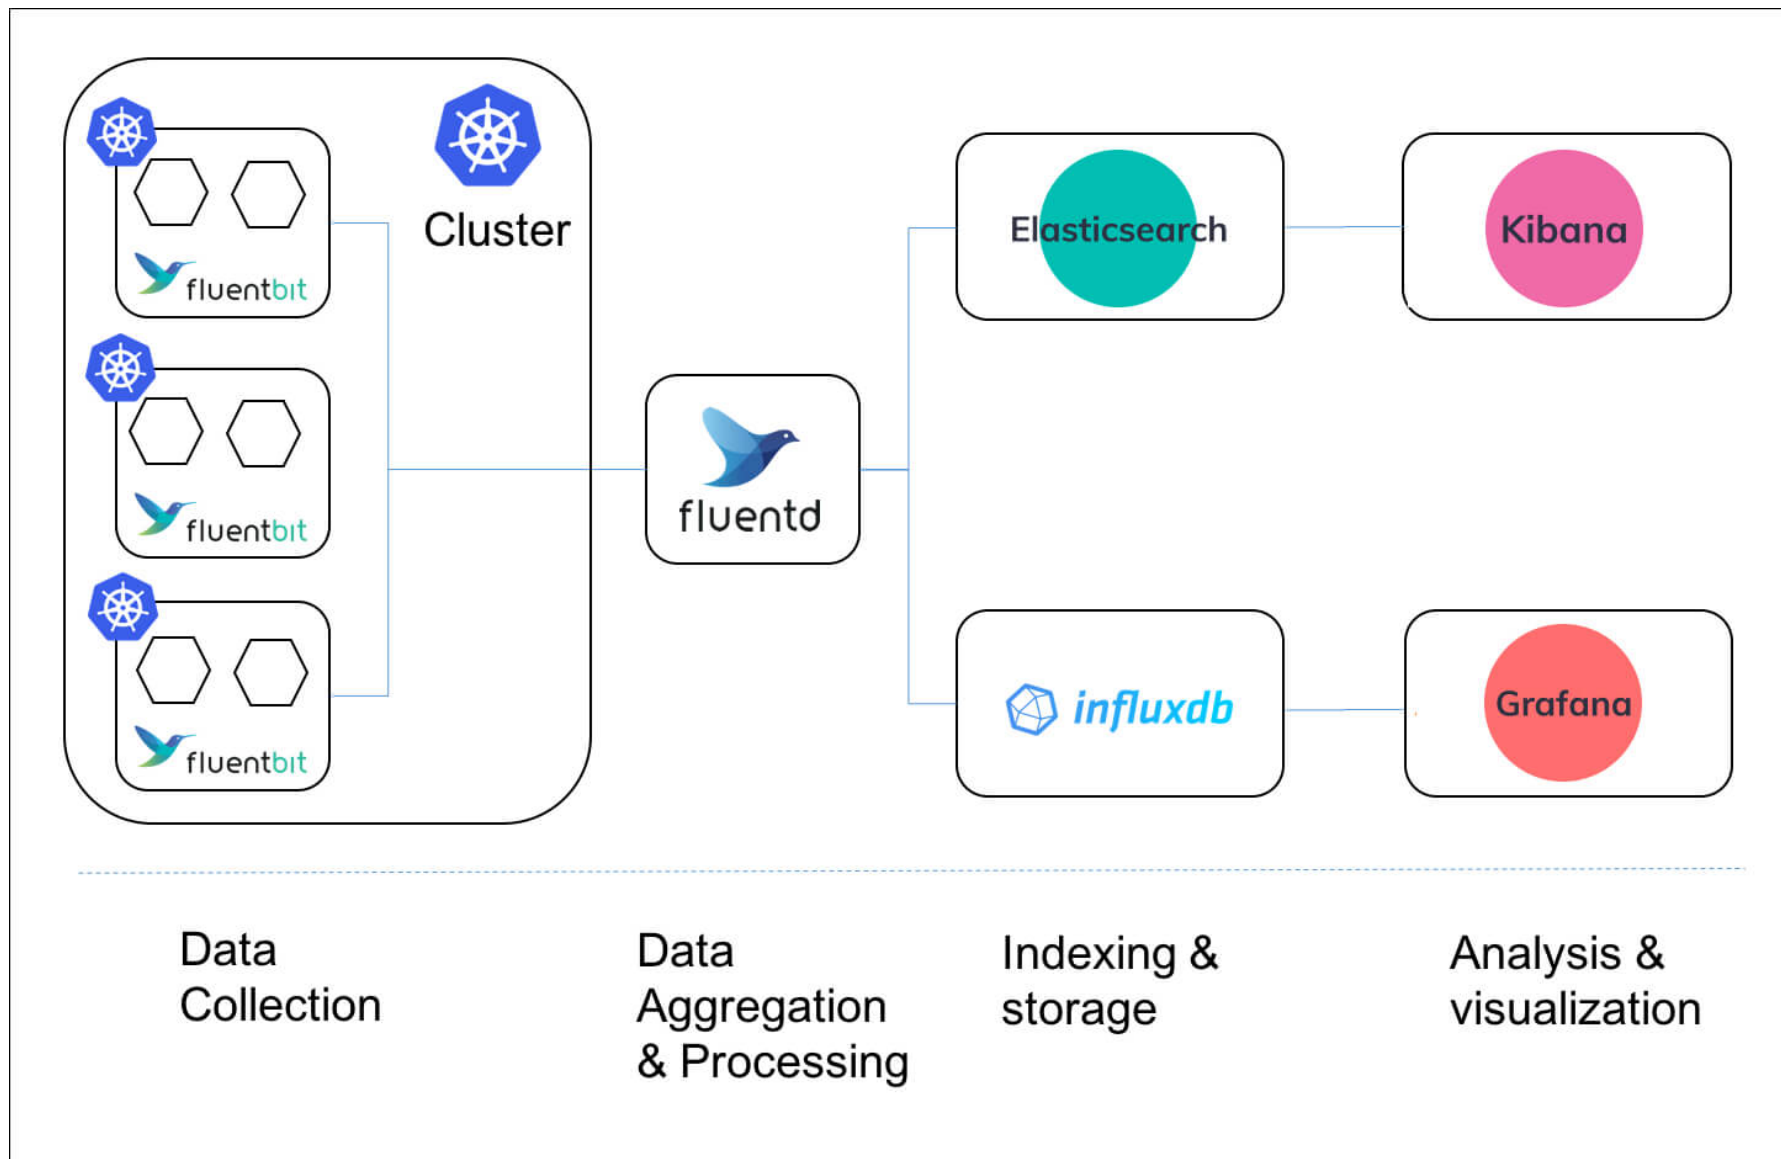 Cluster
fluentbit
fluentbit
fluentbit
fluentd
Elasticsearch
Kibana
influxdb
Grafana
Data
Collection
Data
Aggregation
& Processing
Indexing &
storage
Analysis &
visualization